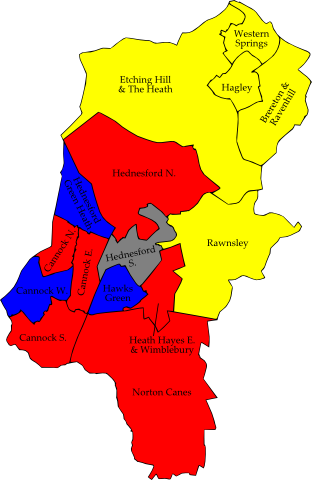 Western
Springs
Etching Hill
& The Heath
Hagley
Brereton &
Ravenhill
Hednesford N.
Hednesford
Green Heath
Rawnsley
Cannock N.
Cannock E.
Hednesford
S.
Cannock W.
Hawks
Green
Cannock S.
Heath Hayes E.
& Wimblebury
Norton Canes